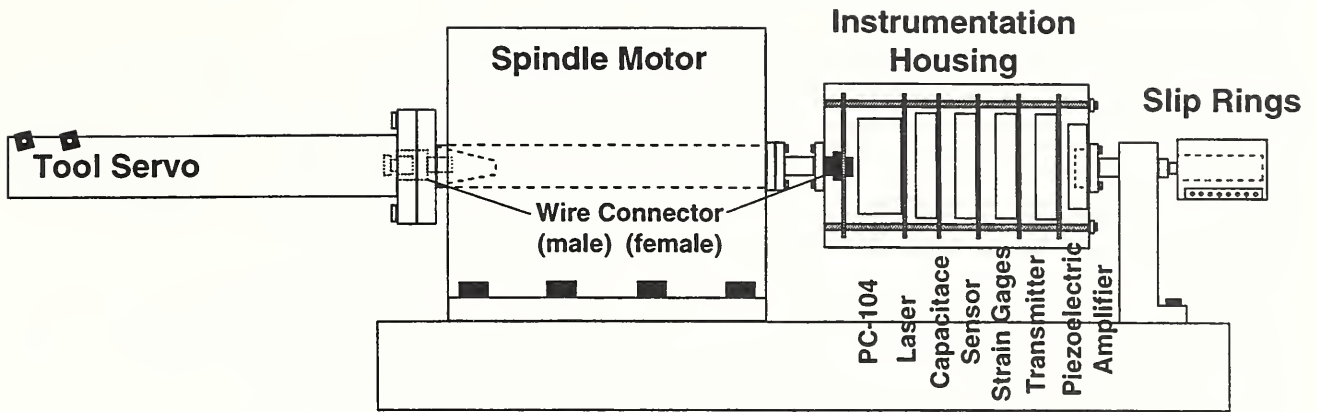 Instrumentation
Housing
Spindle Motor
Slip Rings
Tool Servo
Wire Connector
(male) (female)
PC-104
Laser
Capacitace
Sensor
Strain Gages
Transmitter
Piezoelectric
Amplifier